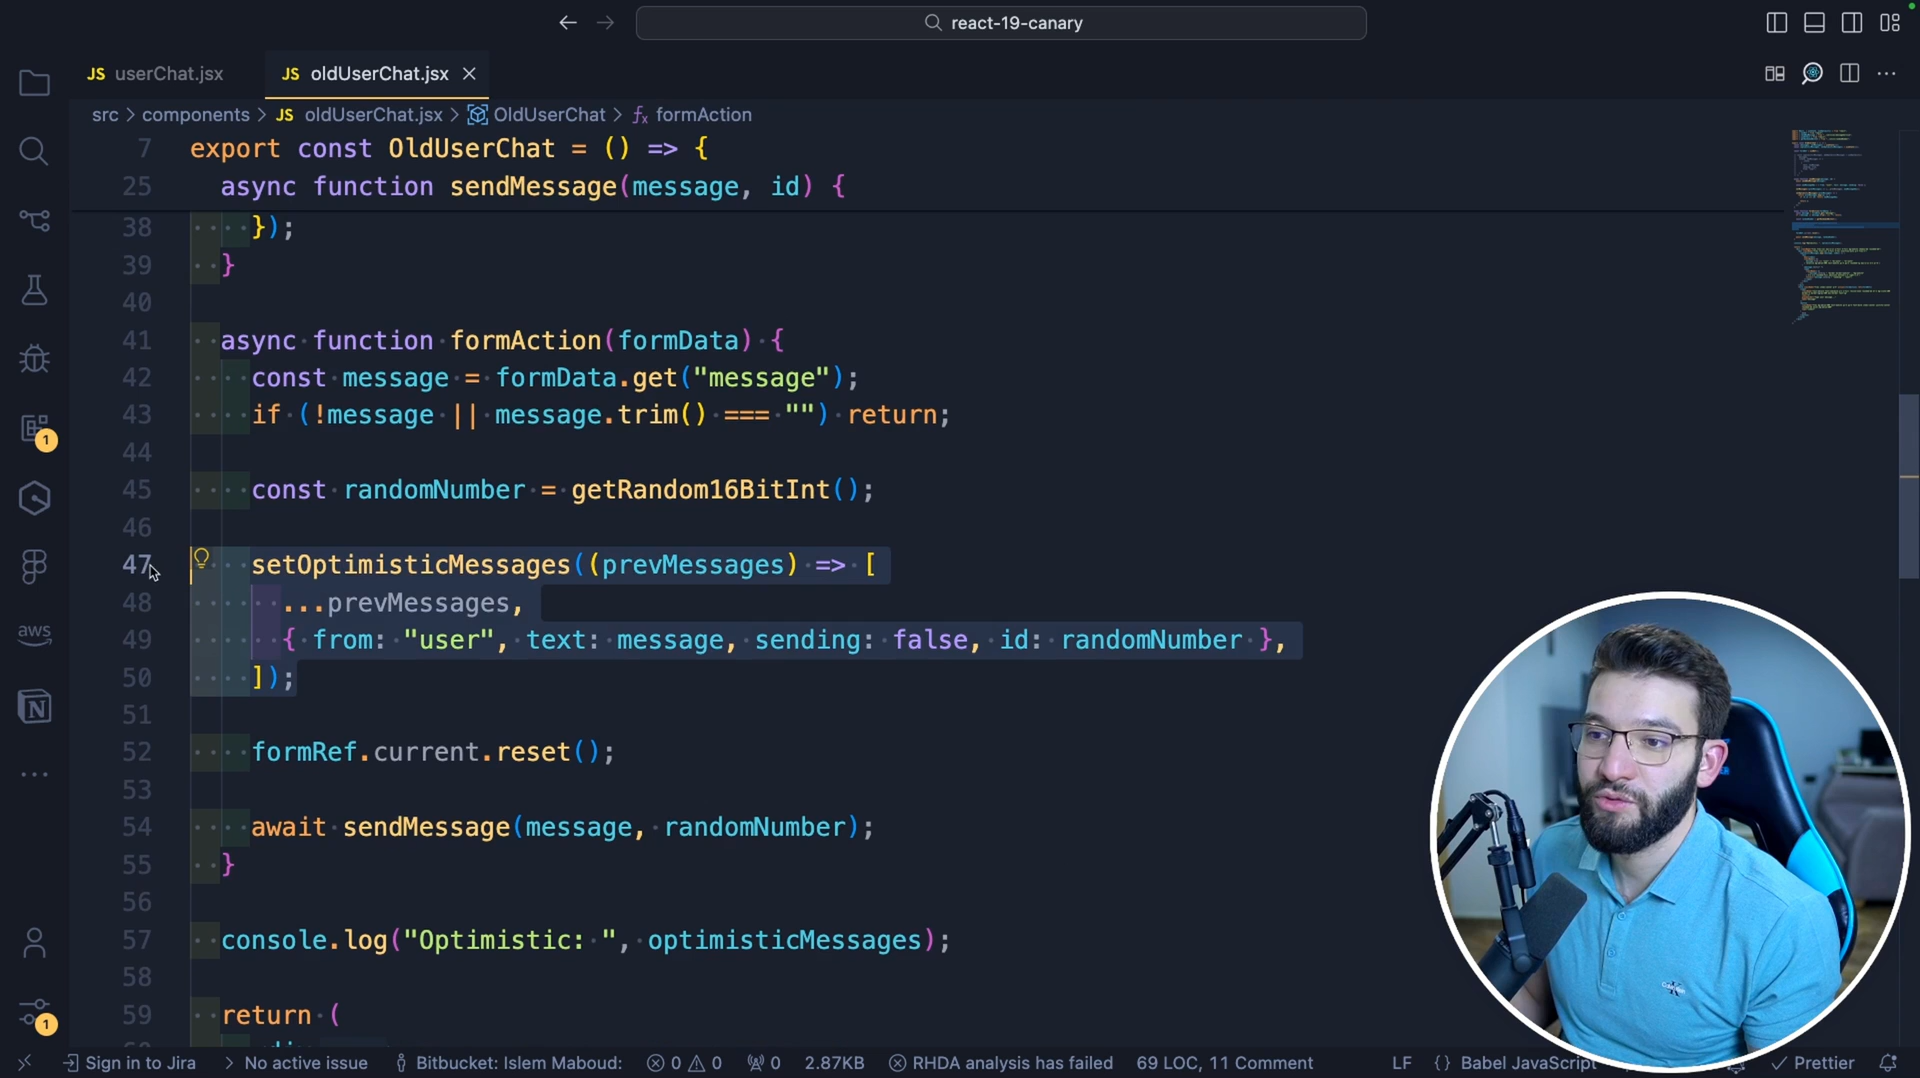 react-19-canary
JS userChat.jsx
JS oldUserChat.jsx
src > components > JS oldUserChat.jsx > OldUserChat > formAction
7 export const OldUserChat = () => {
25 async function sendMessage(message, id) {
38 });
39 }
40
41 async function formAction(formData) {
42 const message = formData.get("message");
43 if (!message || message.trim() === "") return;
44
45 const randomNumber = getRandom16BitInt();
46
47 setOptimisticMessages((prevMessages) => [
48 ...prevMessages,
49 { from: "user", text: message, sending: false, id: randomNumber },
50 ]);
51
52 formRef.current.reset();
53
54 await sendMessage(message, randomNumber);
55 }
56
57 console.log("Optimistic: ", optimisticMessages);
58
59 return (
1
aws
N
1
Sign in to Jira > No active issue Bitbucket: Islem Maboud: 0 0 0 2.87KB RHDA analysis has failed 69 LOC, 11 Comment LF {} Babel JavaScript Prettier